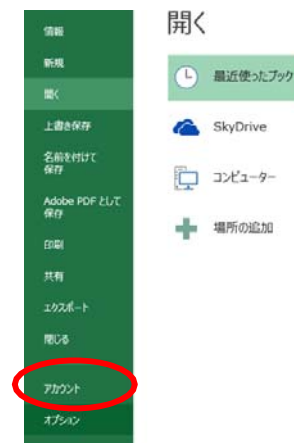 情報
新規
開く
上書き保存
名前を付けて
保存
Adobe PDF として
保存
印刷
共有
エクスポート
閉じる
アカウント
オプション
開く
最近使ったブック
SkyDrive
コンピューター
場所の追加